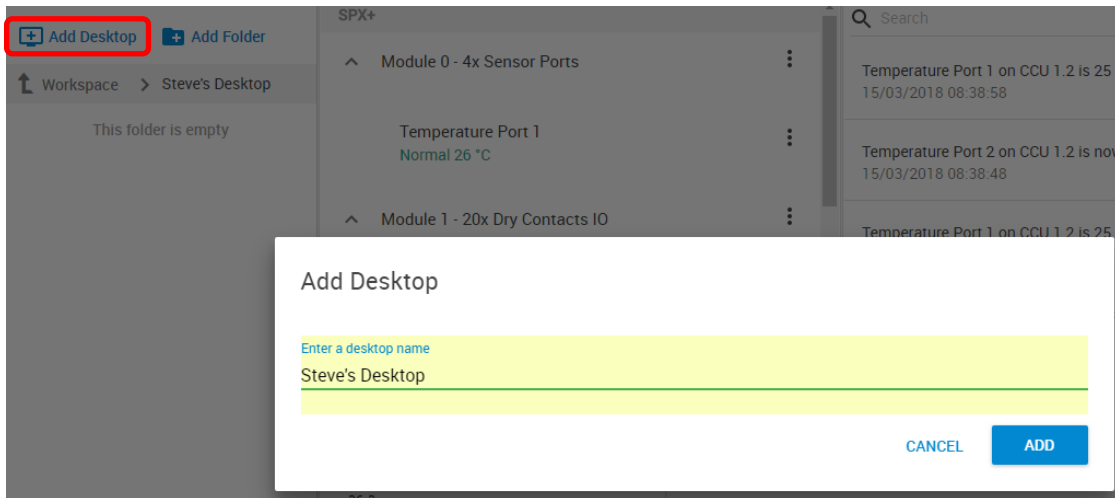 Add Desktop
Add Folder
Workspace > Steve's Desktop
This folder is empty
SPX+
Module 0 - 4x Sensor Ports
Temperature Port 1
Normal 26 °C
Module 1 - 20x Dry Contacts IO
Search
Temperature Port 1 on CCU 1.2 is 25
15/03/2018 08:38:58
Temperature Port 2 on CCU 1.2 is now
15/03/2018 08:38:48
Temperature Port 1 on CCU 1.2 is 25
Add Desktop
Enter a desktop name
Steve's Desktop
CANCEL
ADD